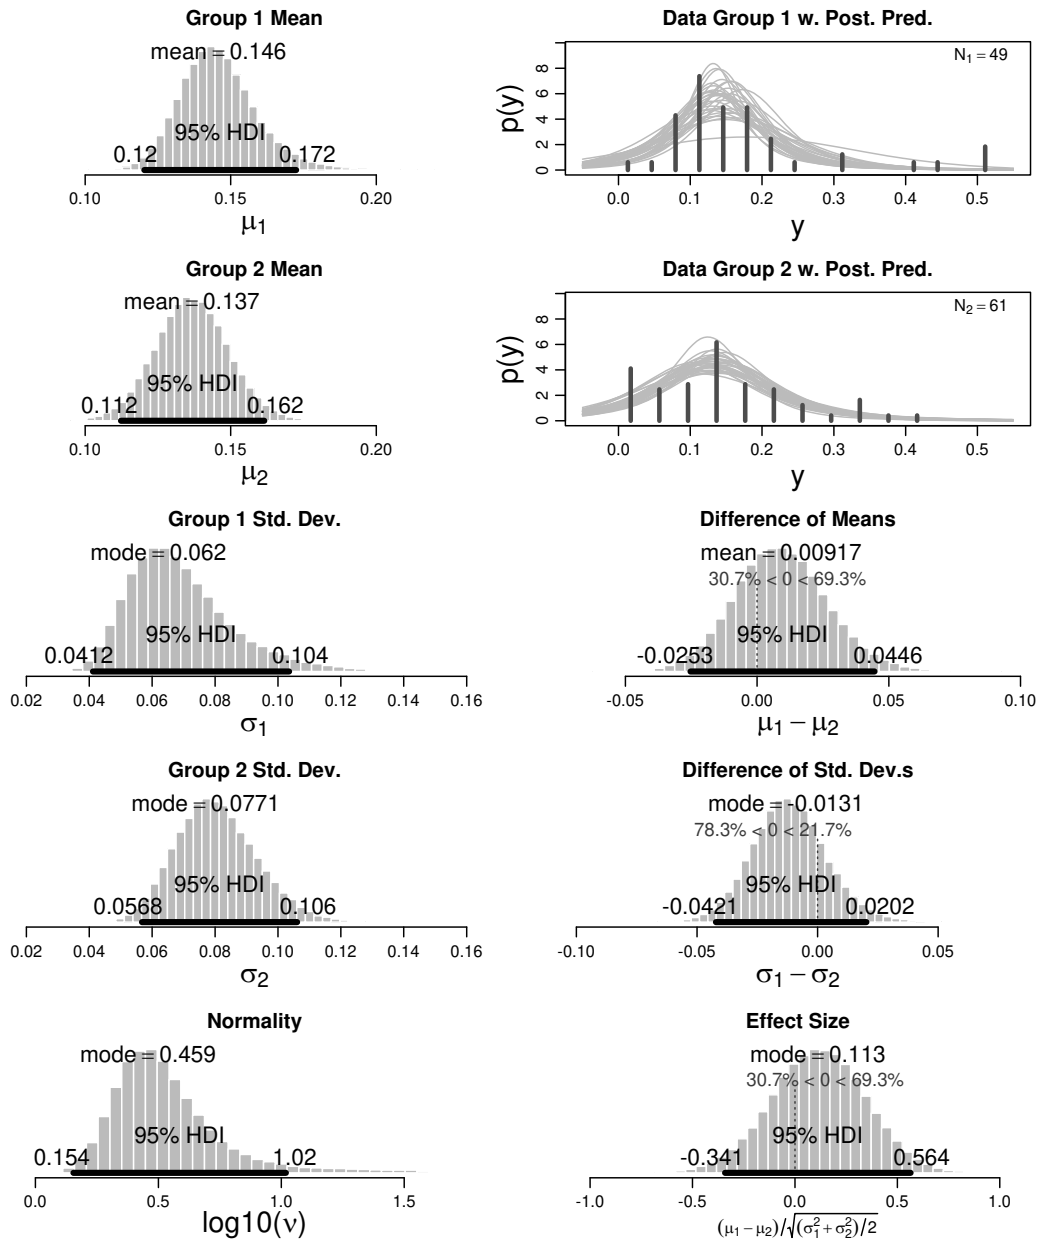 Group 1 Mean
mean = 0.146
95% HDI
0.12 0.172
0.10 0.15 0.20
μ1
Data Group 1 w. Post. Pred.
N1 = 49
p(y)
0 2 4 6 8
0.0 0.1 0.2 0.3 0.4 0.5
y
Group 2 Mean
mean = 0.137
95% HDI
0.112 0.162
0.10 0.15 0.20
μ2
Data Group 2 w. Post. Pred.
N2 = 61
p(y)
0 2 4 6 8
0.0 0.1 0.2 0.3 0.4 0.5
y
Group 1 Std. Dev.
mode = 0.062
95% HDI
0.0412 0.104
0.02 0.04 0.06 0.08 0.10 0.12 0.14 0.16
σ1
Difference of Means
mean = 0.00917
30.7% < 0 < 69.3%
95% HDI
-0.0253 0.0446
-0.05 0.00 0.05 0.10
μ1 − μ2
Group 2 Std. Dev.
mode = 0.0771
95% HDI
0.0568 0.106
0.02 0.04 0.06 0.08 0.10 0.12 0.14 0.16
σ2
Difference of Std. Dev.s
mode = -0.0131
78.3% < 0 < 21.7%
95% HDI
-0.0421 0.0202
-0.10 -0.05 0.00 0.05
σ1 − σ2
Normality
mode = 0.459
95% HDI
0.154 1.02
0.0 0.5 1.0 1.5
log10(ν)
Effect Size
mode = 0.113
30.7% < 0 < 69.3%
95% HDI
-0.341 0.564
-1.0 -0.5 0.0 0.5 1.0
(μ1 − μ2)/√(σ1² + σ2²)/2